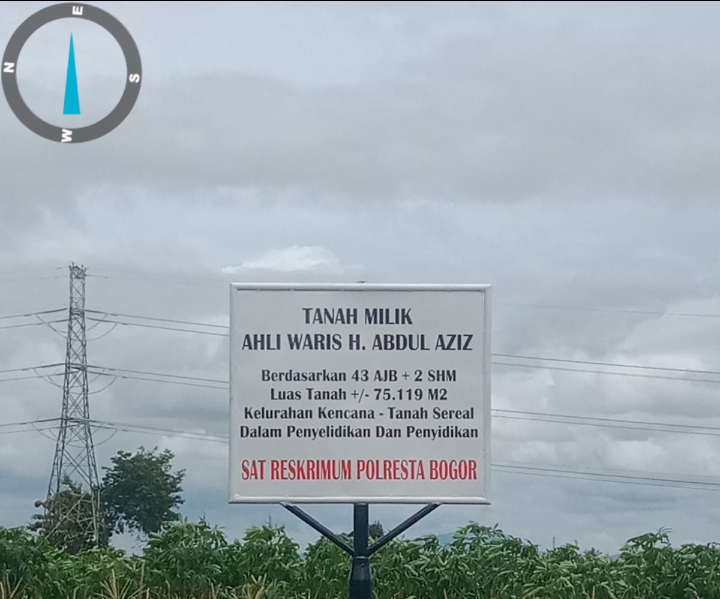 E
N
S
W
TANAH MILIK
AHLI WARIS H. ABDUL AZIZ
Berdasarkan 43 AJB + 2 SHM
Luas Tanah +/- 75.119 M2
Kelurahan Kencana - Tanah Sereal
Dalam Penyelidikan Dan Penyidikan
SAT RESKRIMUM POLRESTA BOGOR